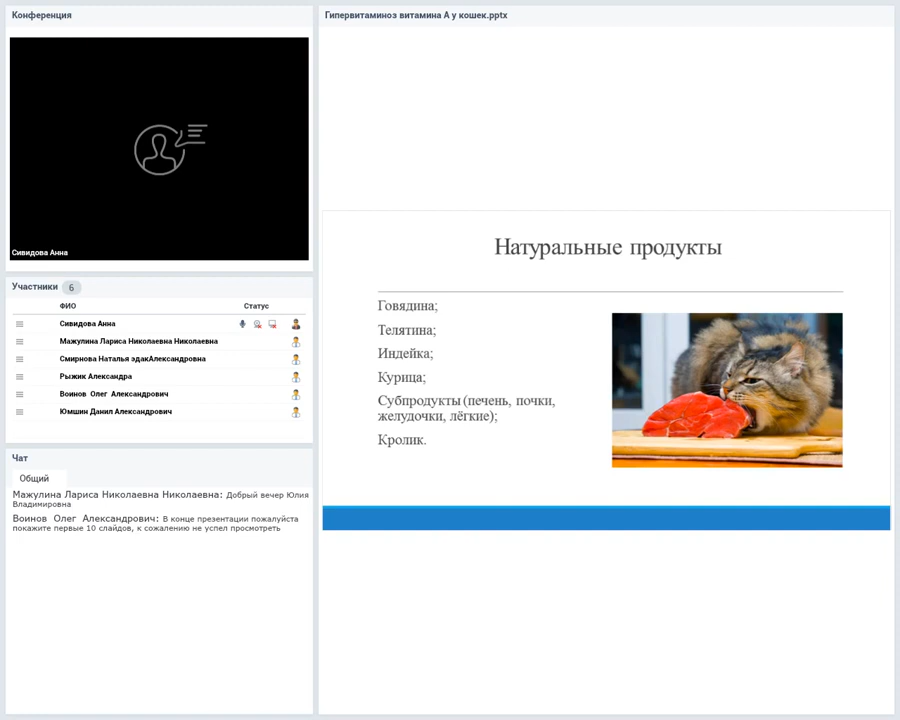 Конференция
Сивидова Анна
Участники 6
ФИО Статус
Сивидова Анна
Мажулина Лариса Николаевна Николаевна
Смирнова Наталья эдакАлександровна
Рыжик Александра
Воинов Олег Александрович
Юмшин Данил Александрович
Чат
Общий
Мажулина Лариса Николаевна Николаевна: Добрый вечер Юлия
Владимировна
Воинов Олег Александрович: В конце презентации пожалуйста
покажите первые 10 слайдов, к сожалению не успел просмотреть
Гипервитаминоз витамина А у кошек.pptx
Натуральные продукты
Говядина;
Телятина;
Индейка;
Курица;
Субпродукты (печень, почки,
желудочки, лёгкие);
Кролик.